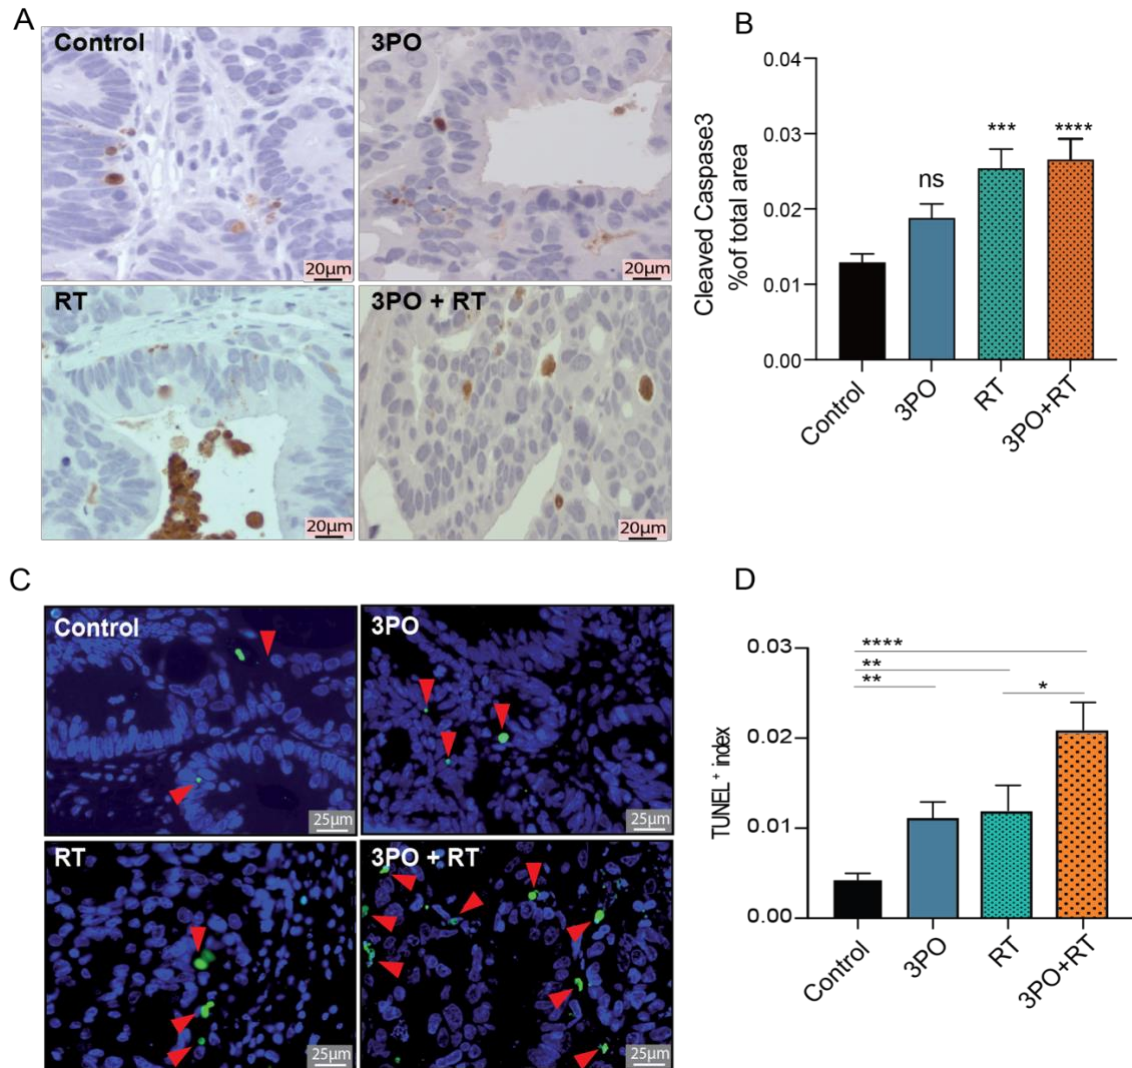 A
Control
3PO
20µm
20µm
RT
3PO + RT
20µm
20µm
B
Cleaved Caspase3
%of total area
0.04
0.03
0.02
0.01
0.00
ns
***
****
Control
3PO
RT
3PO+RT
C
Control
3PO
25µm
25µm
RT
3PO + RT
25µm
25µm
D
TUNEL⁺ index
0.03
0.02
0.01
0.00
****
**
**
*
Control
3PO
RT
3PO+RT